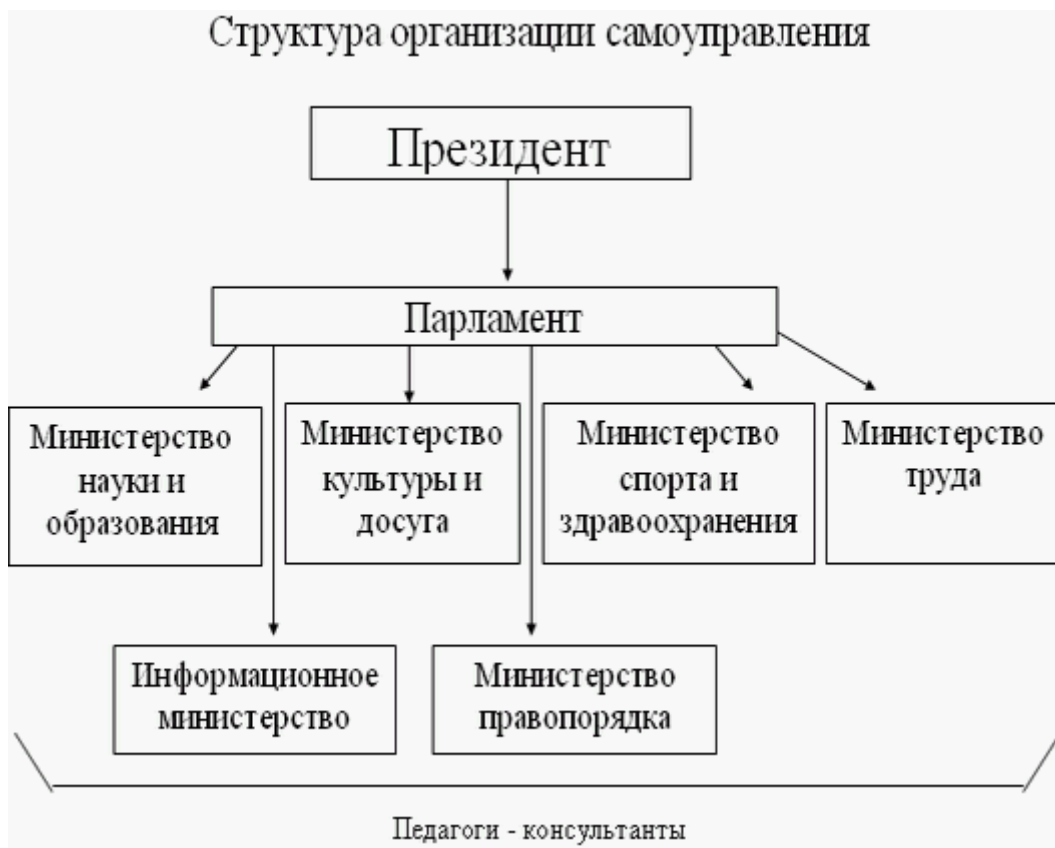 Структура организации самоуправления
Президент
Парламент
Министерство
науки и
образования
Министерство
культуры и
досуга
Министерство
спорта и
здравоохранения
Министерство
труда
Информационное
министерство
Министерство
правопорядка
Педагоги - консультанты